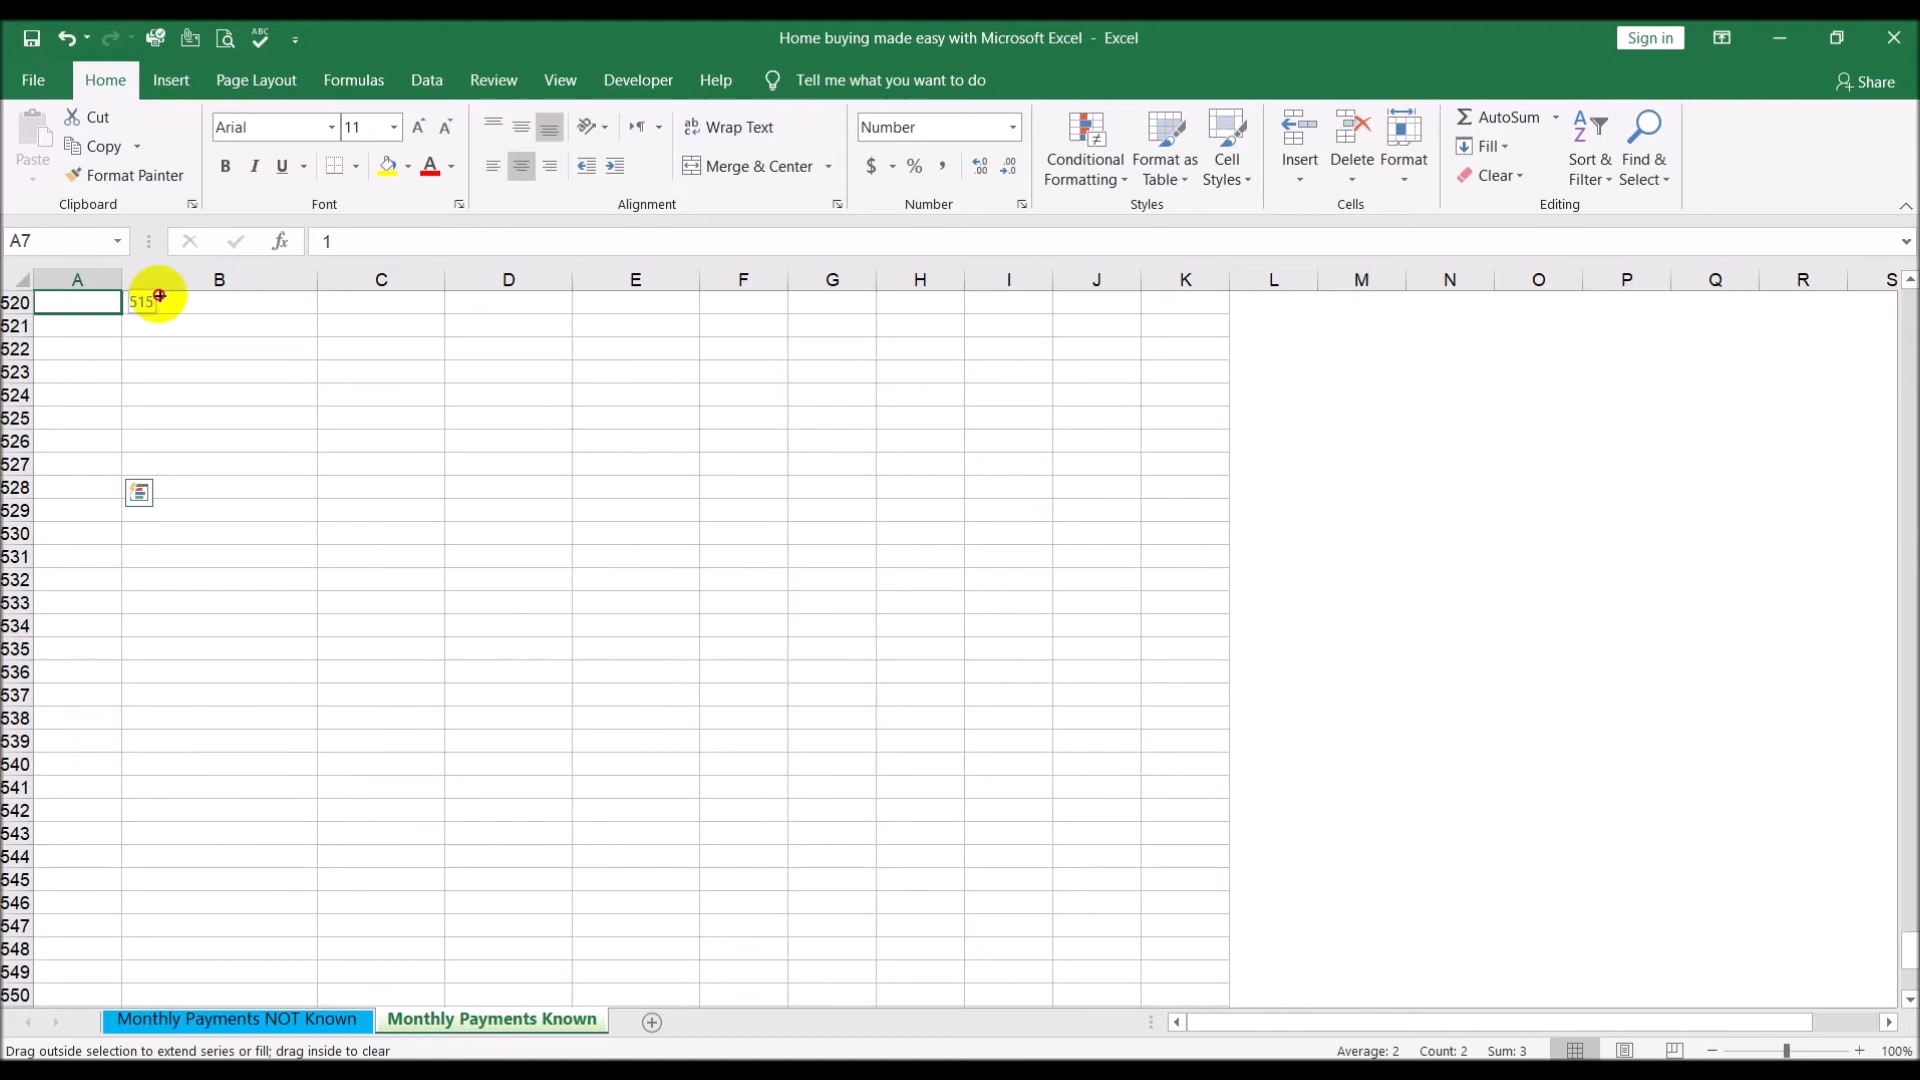 ABC
Home buying made easy with Microsoft Excel - Excel
Sign in
File Home Insert Page Layout Formulas Data Review View Developer Help Tell me what you want to do
Share
Paste
Cut
Copy
Format Painter
Clipboard
Arial 11
B I U A
Font
ab Wrap Text
Merge & Center
Alignment
Number
$ %
Number
Conditional Formatting
Format as Table
Cell Styles
Styles
Insert
Delete
Format
Cells
AutoSum
Fill
Clear
Sort & Filter
Find & Select
Editing
A7 fx 1
A B C D E F G H I J K L M N O P Q R S
520 515
521
522
523
524
525
526
527
528
529
530
531
532
533
534
535
536
537
538
539
540
541
542
543
544
545
546
547
548
549
550
Monthly Payments NOT Known Monthly Payments Known
Drag outside selection to extend series or fill; drag inside to clear
Average: 2 Count: 2 Sum: 3
100%